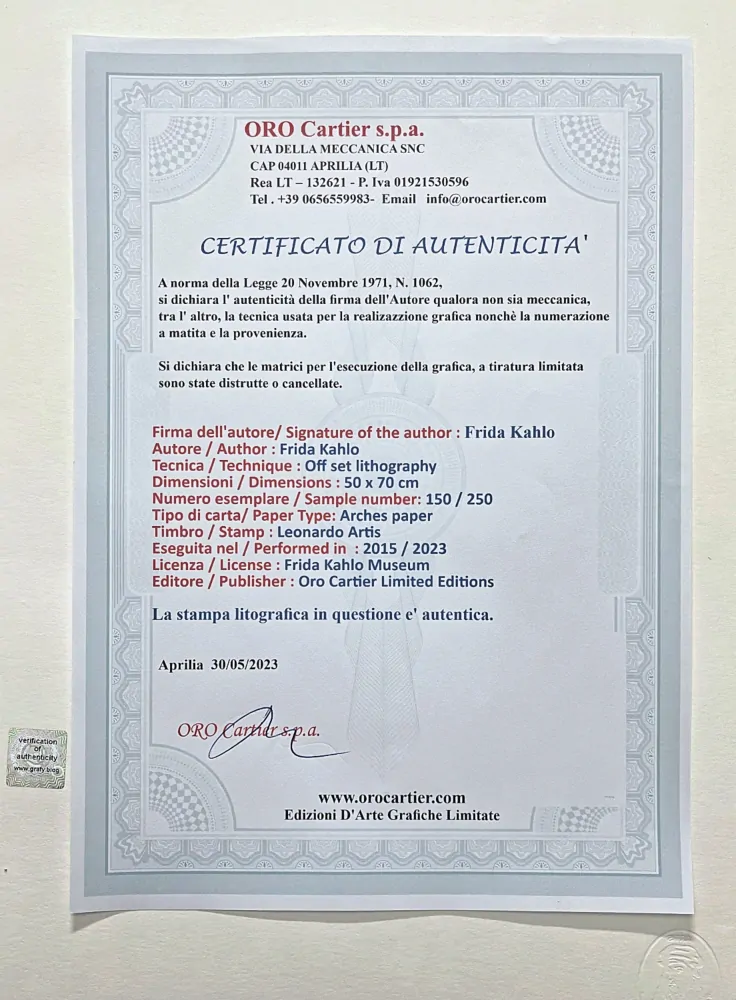 ORO Cartier s.p.a.
VIA DELLA MECCANICA SNC
CAP 04011 APRILIA (LT)
Rea LT – 132621 - P. Iva 01921530596
Tel . +39 0656559983- Email info@orocartier.com
CERTIFICATO DI AUTENTICITA'
A norma della Legge 20 Novembre 1971, N. 1062,
si dichiara l' autenticità della firma dell'Autore qualora non sia meccanica,
tra l' altro, la tecnica usata per la realizazzione grafica nonchè la numerazione
a matita e la provenienza.
Si dichiara che le matrici per l'esecuzione della grafica, a tiratura limitata
sono state distrutte o cancellate.
Firma dell'autore/ Signature of the author : Frida Kahlo
Autore / Author : Frida Kahlo
Tecnica / Technique : Off set lithography
Dimensioni / Dimensions : 50 x 70 cm
Numero esemplare / Sample number: 150 / 250
Tipo di carta/ Paper Type: Arches paper
Timbro / Stamp : Leonardo Artis
Eseguita nel / Performed in : 2015 / 2023
Licenza / License : Frida Kahlo Museum
Editore / Publisher : Oro Cartier Limited Editions
La stampa litografica in questione e' autentica.
Aprilia 30/05/2023
ORO Cartier s.p.a.
verification
of
authenticity
www.grafy.blog
www.orocartier.com
Edizioni D'Arte Grafiche Limitate